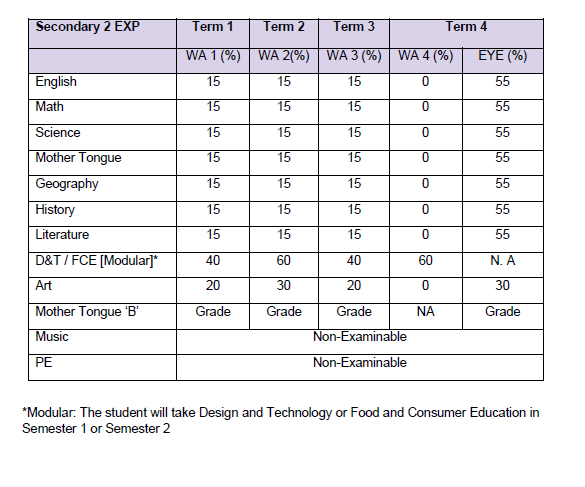 Secondary 2 EXP Term 1 Term 2 Term 3 Term 4
WA 1 (%) WA 2(%) WA 3 (%) WA 4 (%) EYE (%)
English 15 15 15 0 55
Math 15 15 15 0 55
Science 15 15 15 0 55
Mother Tongue 15 15 15 0 55
Geography 15 15 15 0 55
History 15 15 15 0 55
Literature 15 15 15 0 55
D&T / FCE [Modular]* 40 60 40 60 N. A
Art 20 30 20 0 30
Mother Tongue ‘B’ Grade Grade Grade NA Grade
Music Non-Examinable
PE Non-Examinable
*Modular: The student will take Design and Technology or Food and Consumer Education in
Semester 1 or Semester 2